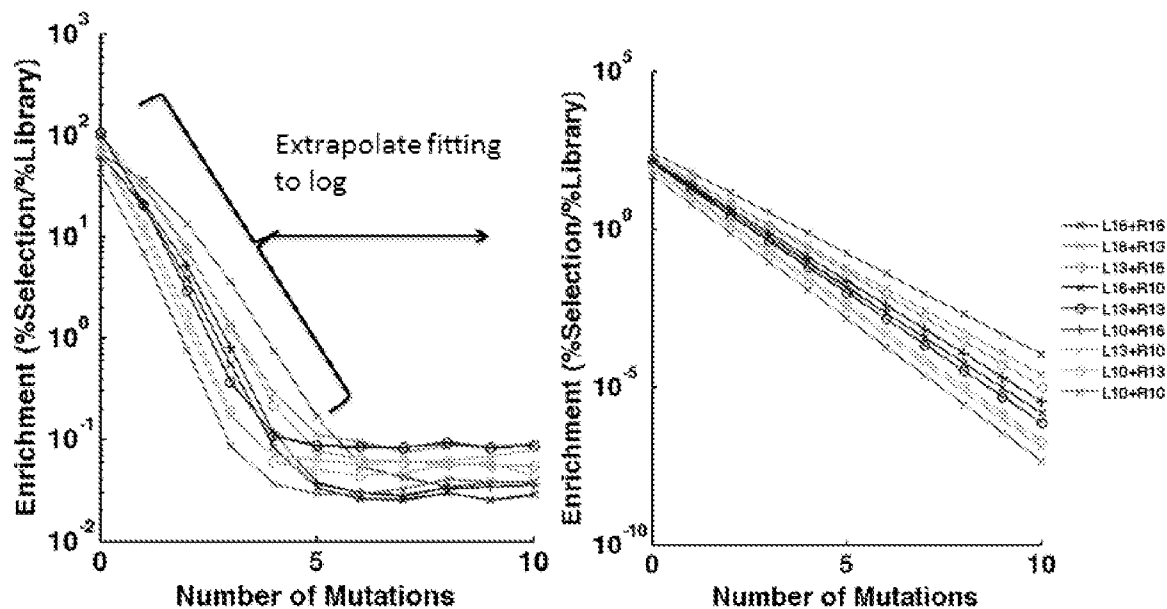 10^3
10^2
10^1
10^0
10^-1
10^-2
Enrichment (%Selection/%Library)
Extrapolate fitting
to log
0
5
10
Number of Mutations
10^5
10^0
10^-5
10^-10
Enrichment (%Selection/%Library)
0
5
10
Number of Mutations
L16+R16
L16+R13
L13+R16
L16+R10
L13+R13
L10+R16
L13+R10
L10+R13
L10+R10